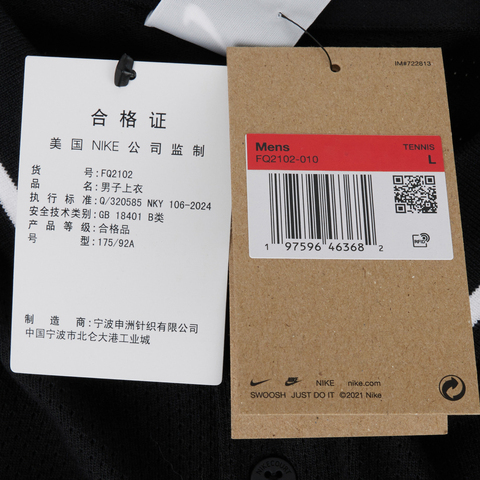 合格证
美国 NIKE 公司监制
货号:FQ2102
品名:男子上衣
执行标准:Q/320585 NKY 106-2024
安全技术类别:GB 18401 B类
产品等级:合格品
号型:175/92A
制造商:宁波申洲针织有限公司
中国宁波市北仑大港工业城
IM#722813
Mens
TENNIS
FQ2102-010
L
1 97596 46368 2
RFID
NIKE nike.com
SWOOSH JUST DO IT ©2021 Nike